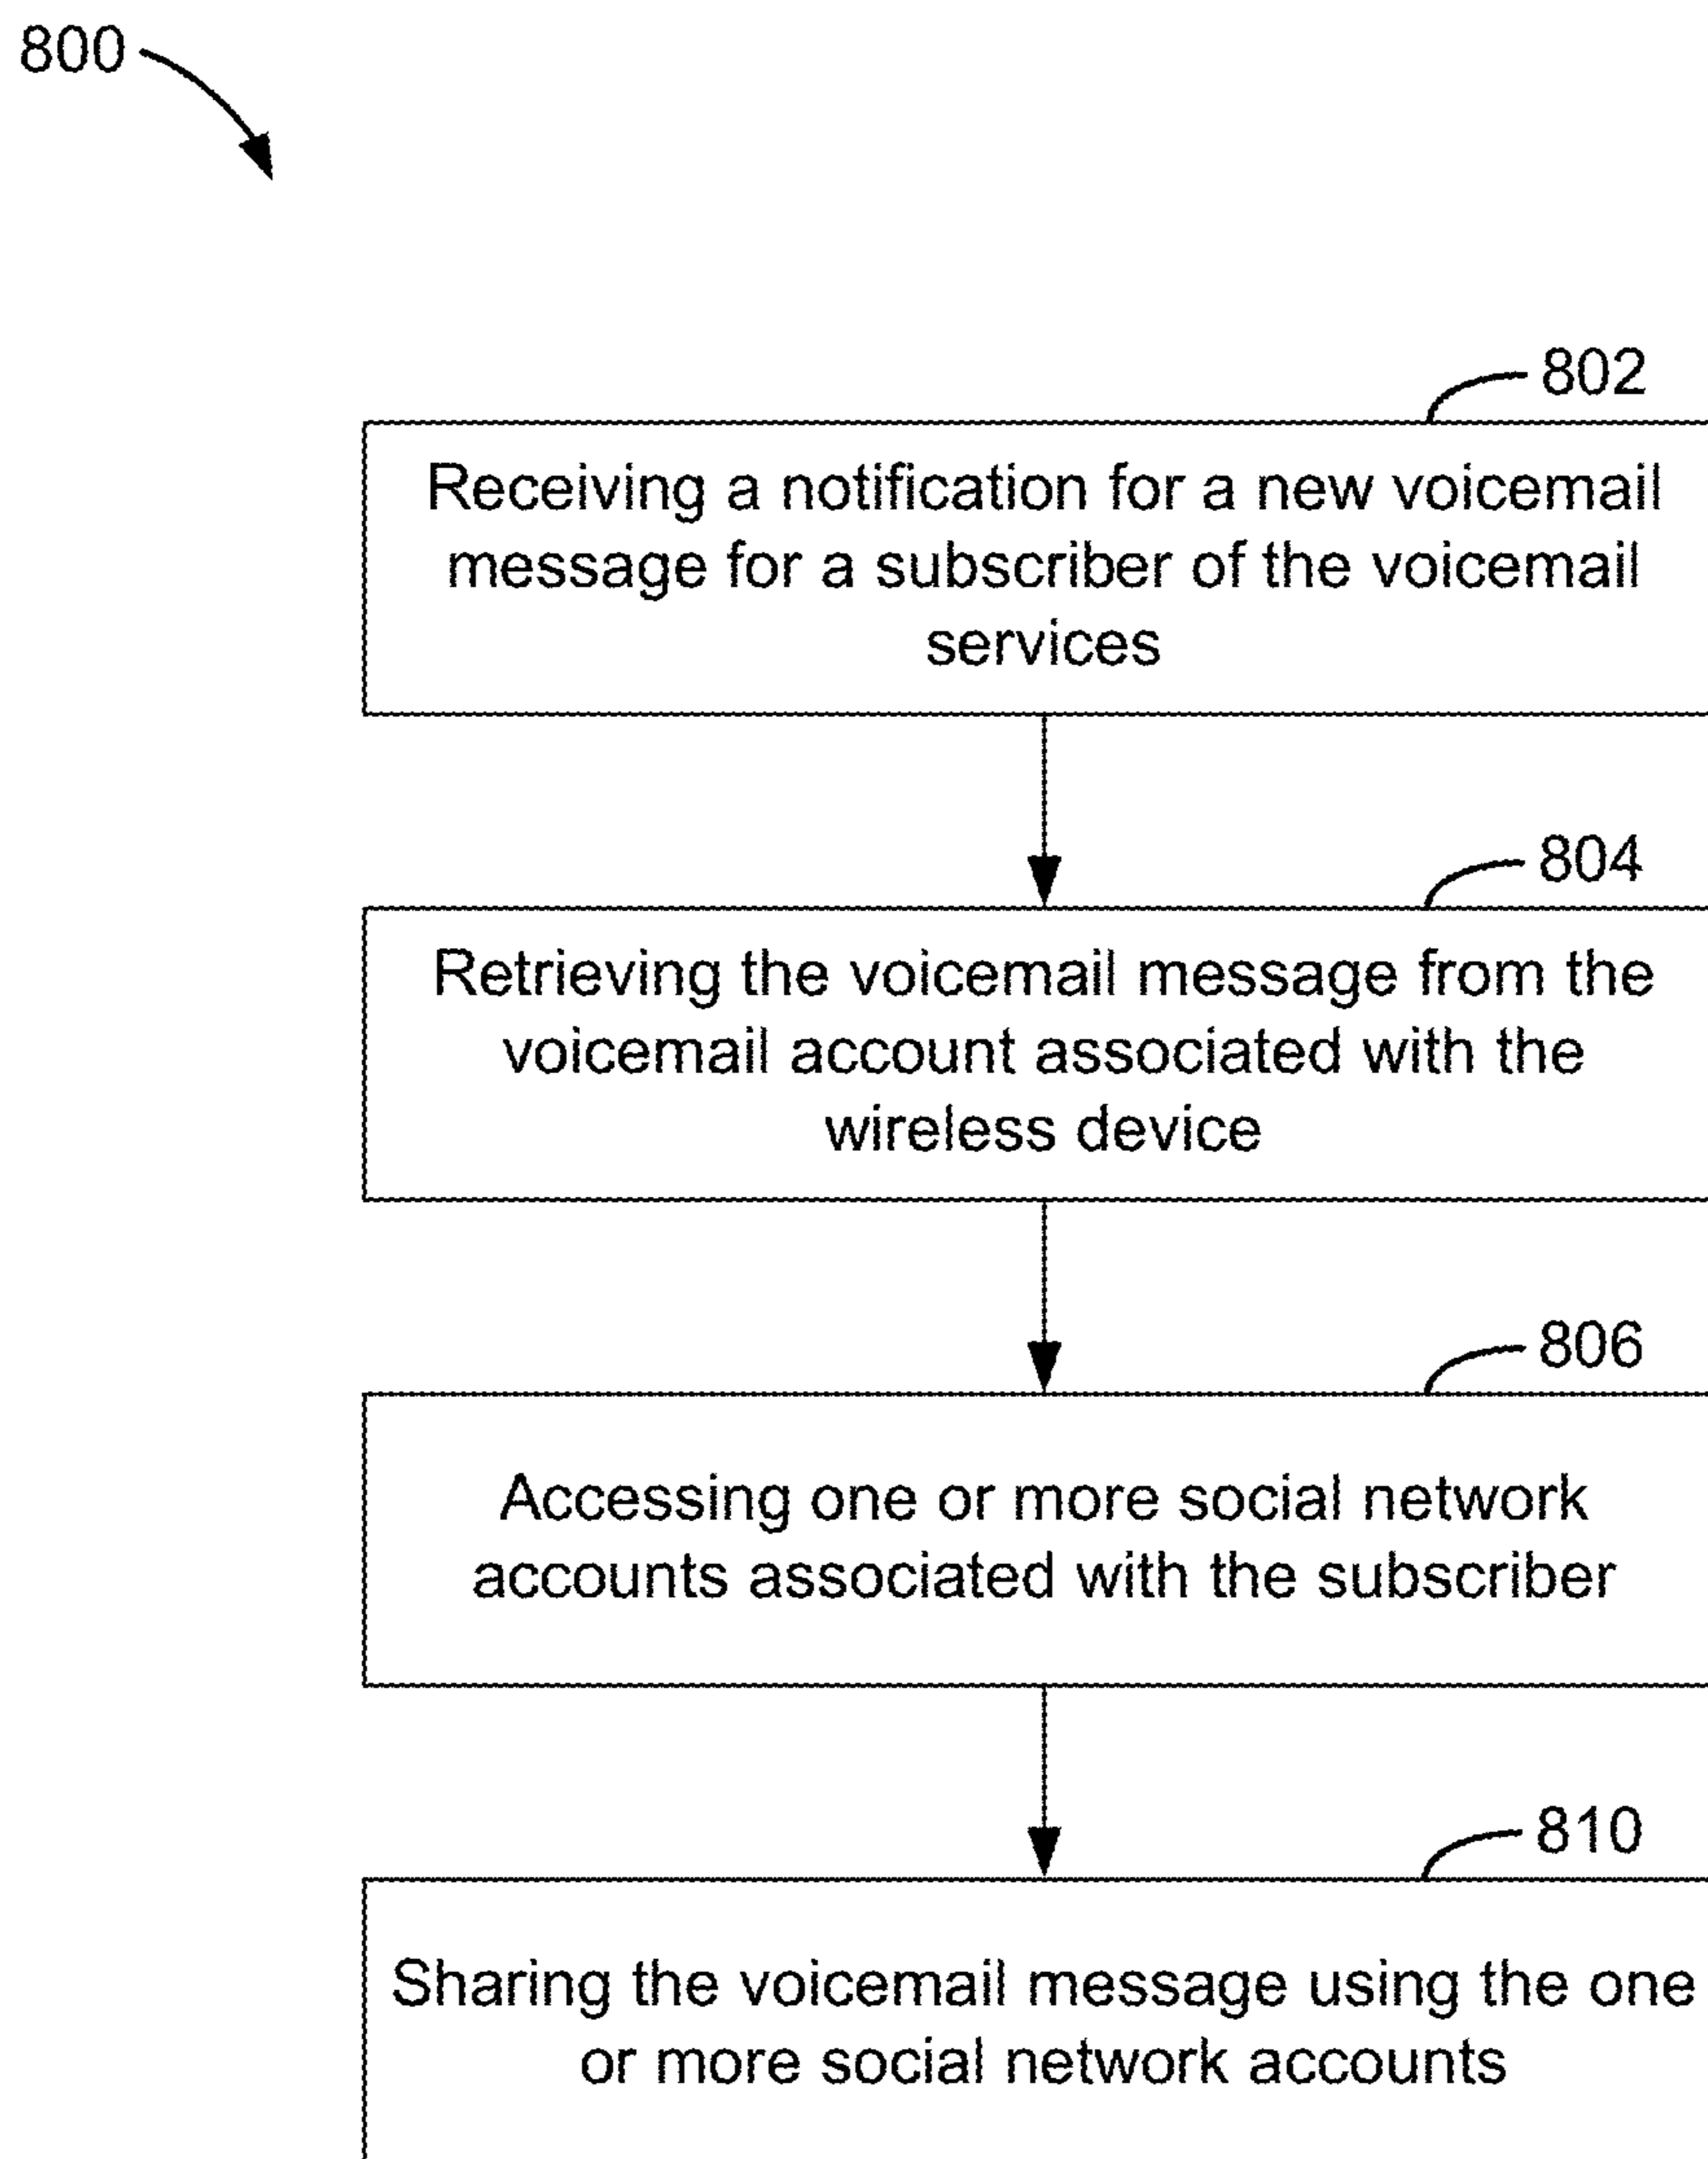 800
802
Receiving a notification for a new voicemail
message for a subscriber of the voicemail
services
804
Retrieving the voicemail message from the
voicemail account associated with the
wireless device
806
Accessing one or more social network
accounts associated with the subscriber
810
Sharing the voicemail message using the one
or more social network accounts